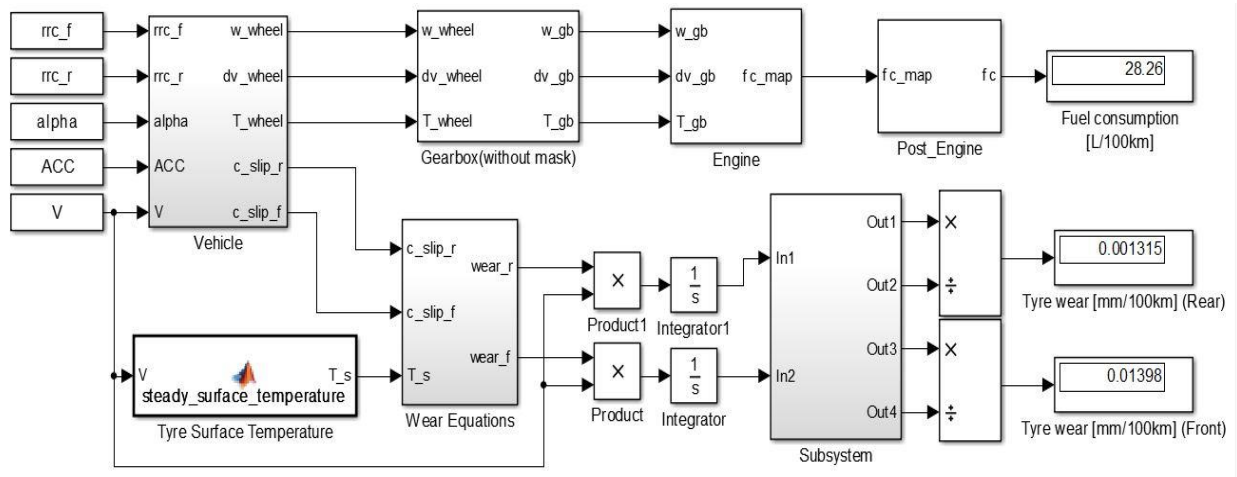 rrc_f
rrc_r
alpha
ACC
V
rrc_f
rrc_r
alpha
ACC
V
w_wheel
dv_wheel
T_wheel
c_slip_r
c_slip_f
Vehicle
w_wheel
dv_wheel
T_wheel
w_gb
dv_gb
T_gb
Gearbox(without mask)
w_gb
dv_gb
T_gb
fc_map
Engine
fc_map
fc
Post_Engine
28.26
Fuel consumption
[L/100km]
V
T_s
steady_surface_temperature
Tyre Surface Temperature
c_slip_r
c_slip_f
T_s
wear_r
wear_f
Wear Equations
×
Product1
1
s
Integrator1
×
Product
1
s
Integrator
In1
In2
Out1
Out2
Out3
Out4
Subsystem
×
÷
×
÷
0.001315
Tyre wear [mm/100km] (Rear)
0.01398
Tyre wear [mm/100km] (Front)